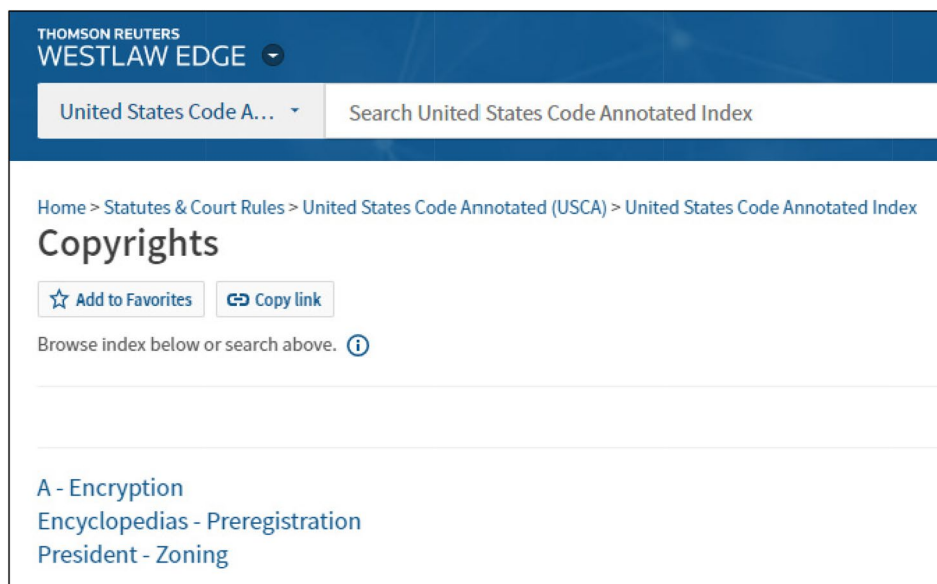 THOMSON REUTERS
WESTLAW EDGE
United States Code A... Search United States Code Annotated Index
Home > Statutes & Court Rules > United States Code Annotated (USCA) > United States Code Annotated Index
Copyrights
Add to Favorites Copy link
Browse index below or search above.
A - Encryption
Encyclopedias - Preregistration
President - Zoning